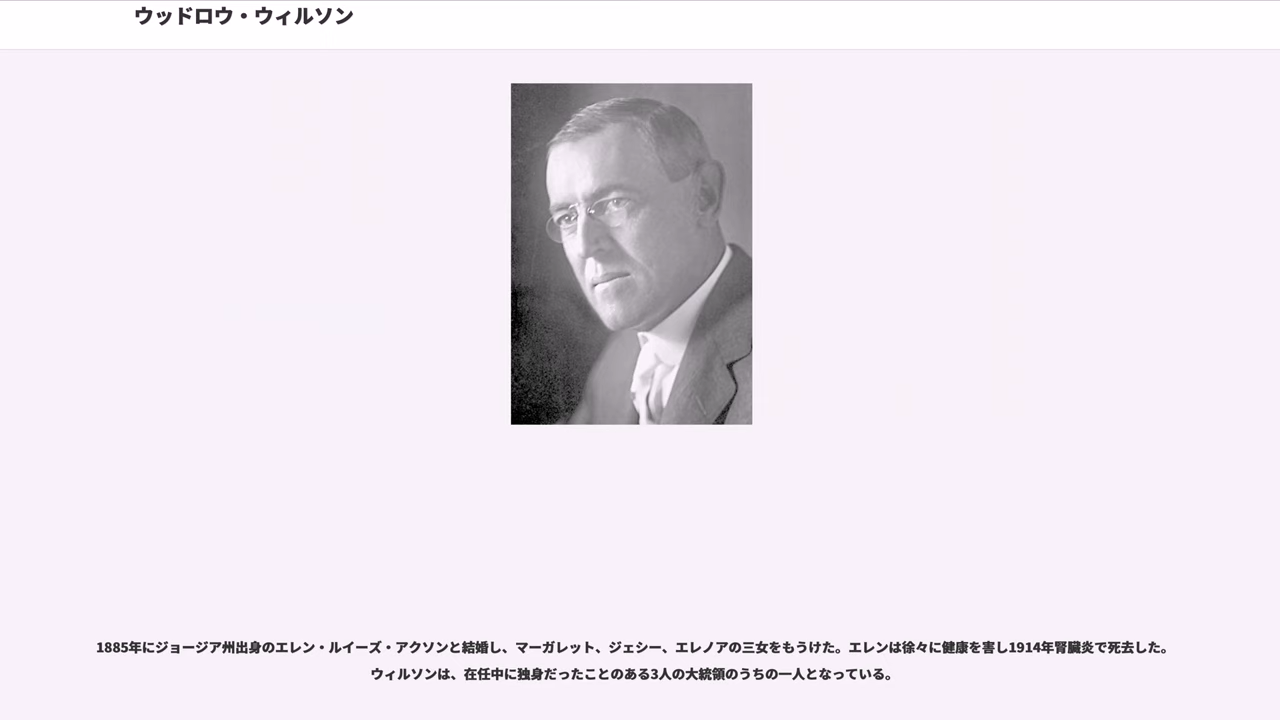 ウッドロウ・ウィルソン
1885年にジョージア州出身のエレン・ルイーズ・アクソンと結婚し、マーガレット、ジェシー、エレノアの三女をもうけた。エレンは徐々に健康を害し1914年腎臓炎で死去した。
ウィルソンは、在任中に独身だったことのある3人の大統領のうちの一人となっている。